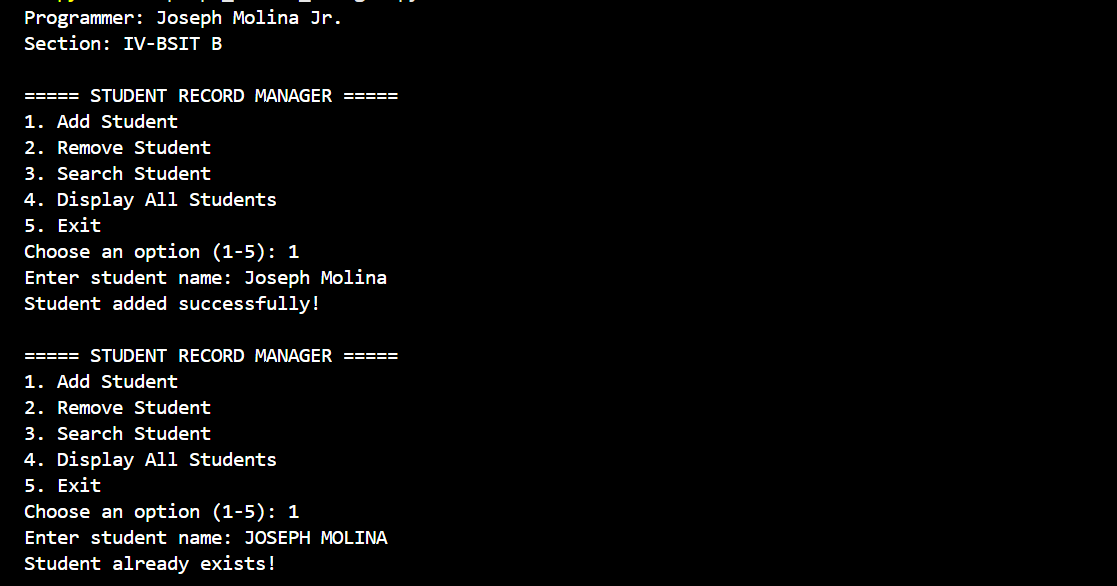 Programmer: Joseph Molina Jr.
Section: IV-BSIT B
===== STUDENT RECORD MANAGER =====
1. Add Student
2. Remove Student
3. Search Student
4. Display All Students
5. Exit
Choose an option (1-5): 1
Enter student name: Joseph Molina
Student added successfully!
===== STUDENT RECORD MANAGER =====
1. Add Student
2. Remove Student
3. Search Student
4. Display All Students
5. Exit
Choose an option (1-5): 1
Enter student name: JOSEPH MOLINA
Student already exists!